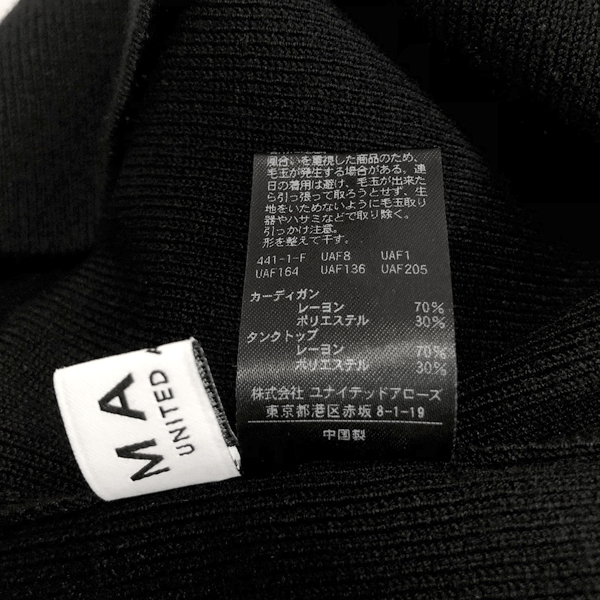 風合いを重視した商品のため、
毛玉が発生する場合がある。連
日の着用は避け、毛玉が出来た
ら引っ張って取ろうとせず、生
地をいためないように毛玉取り
器やハサミなどで取り除く。
引っかけ注意。
形を整えて干す。
441-1-F UAF8 UAF1
UAF164 UAF136 UAF205
カーディガン
レーヨン 70%
ポリエステル 30%
タンクトップ
レーヨン 70%
ポリエステル 30%
株式会社 ユナイテッドアローズ
東京都港区赤坂 8-1-19
中国製
MA
UNITED A